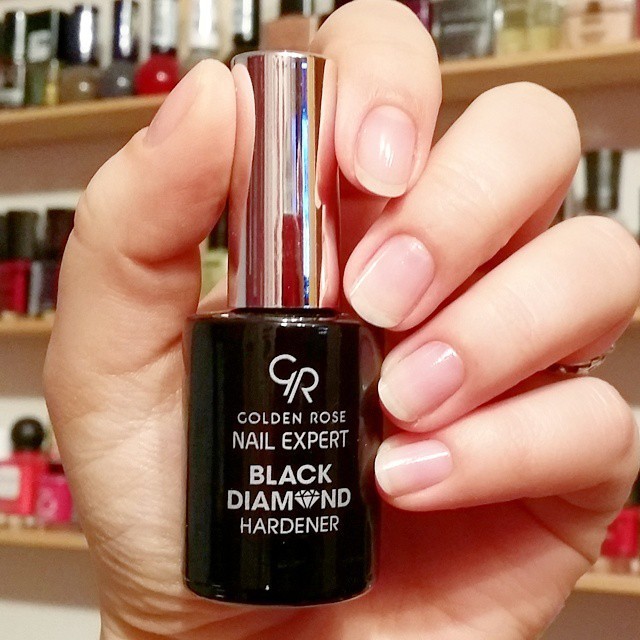 GR
GOLDEN ROSE
NAIL EXPERT
BLACK
DIAMOND
HARDENER